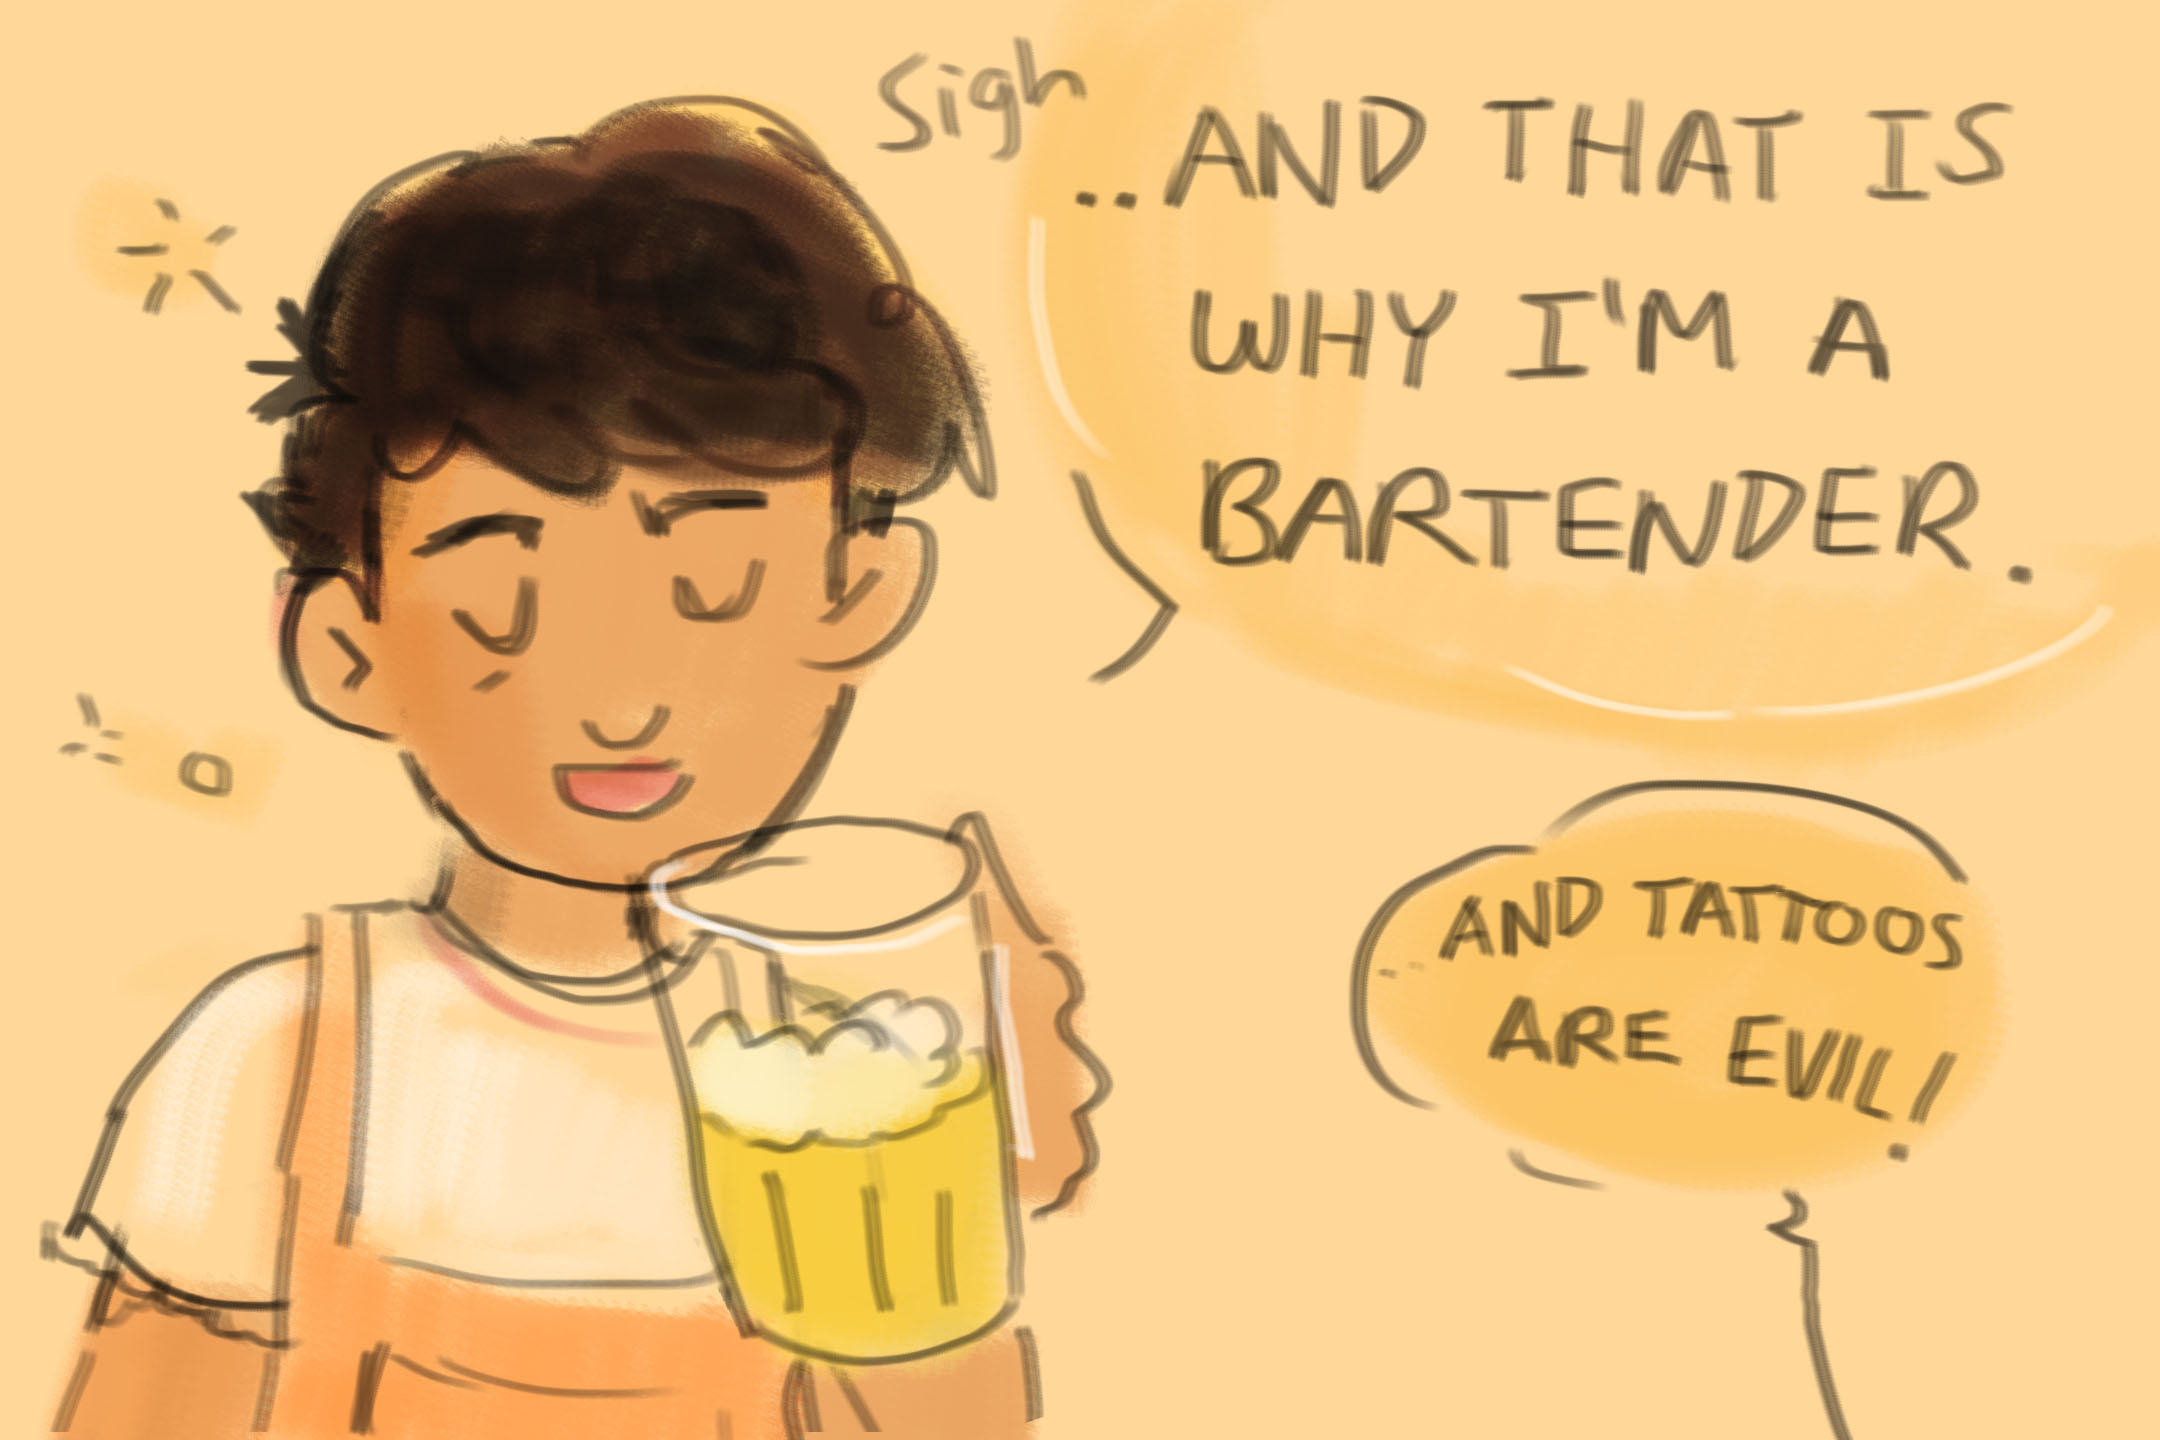 Sigh
..AND THAT IS
WHY I'M A
BARTENDER.
AND TATTOOS
ARE EVIL!